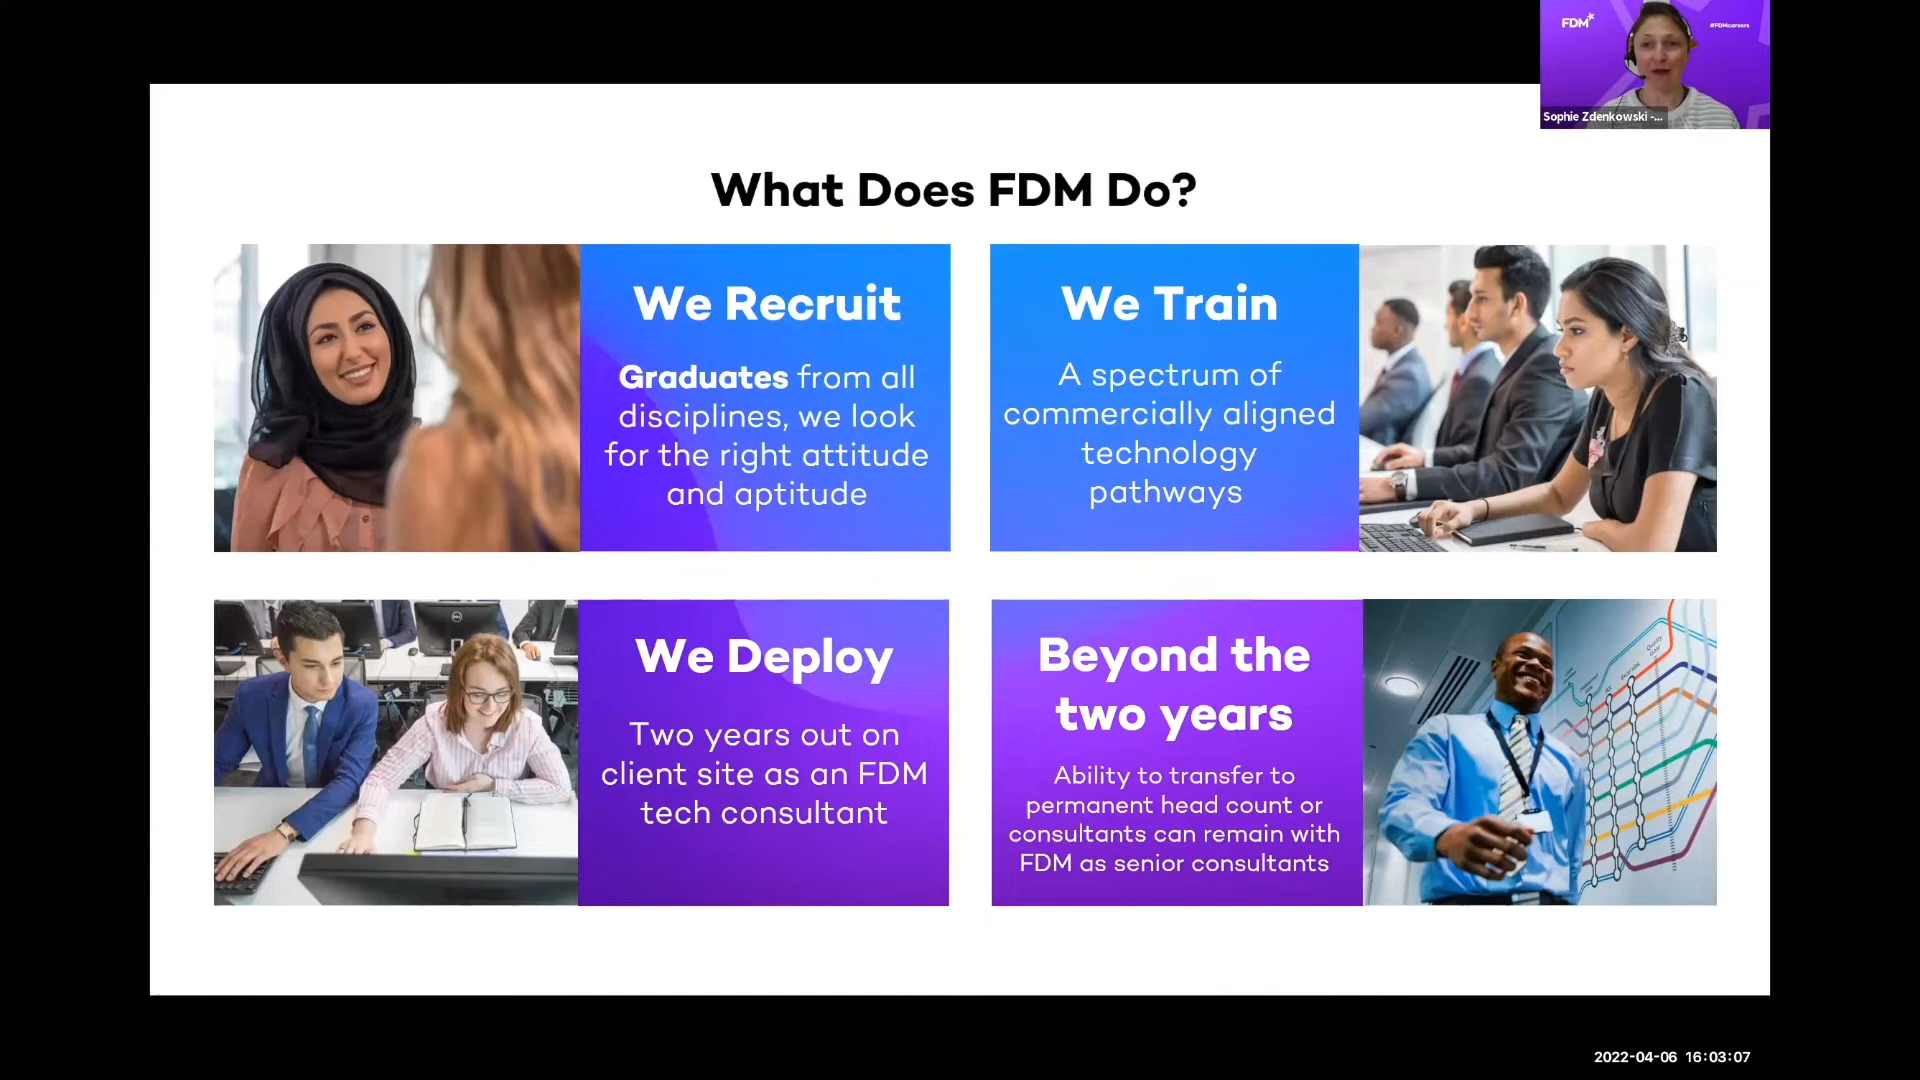 FDM
#FDMcareers
Sophie Zdenkowski -...
What Does FDM Do?
We Recruit
Graduates from all
disciplines, we look
for the right attitude
and aptitude
We Train
A spectrum of
commercially aligned
technology
pathways
We Deploy
Two years out on
client site as an FDM
tech consultant
Beyond the
two years
Ability to transfer to
permanent head count or
consultants can remain with
FDM as senior consultants
2022-04-06 16:03:07